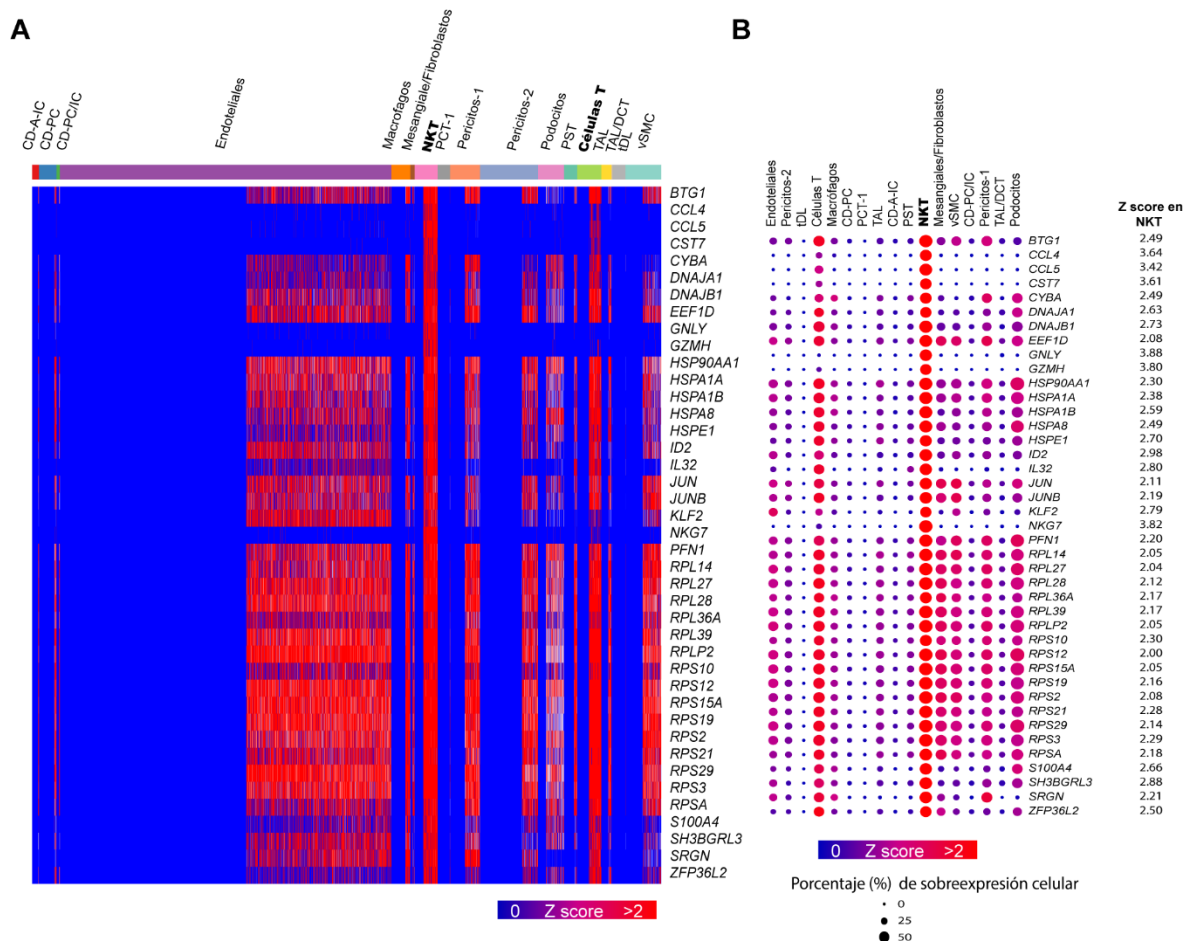 A
CD-A-IC
CD-PC
CD-PC/IC
Endoteliales
Macrofagos
Mesangiale/Fibroblastos
NKT
PCT-1
Pericitos-1
Pericitos-2
Podocitos
PST
Células T
TAL
TAL/DCT
tDL
vSMC
BTG1
CCL4
CCL5
CST7
CYBA
DNAJA1
DNAJB1
EEF1D
GNLY
GZMH
HSP90AA1
HSPA1A
HSPA1B
HSPA8
HSPE1
ID2
IL32
JUN
JUNB
KLF2
NKG7
PFN1
RPL14
RPL27
RPL28
RPL36A
RPL39
RPLP2
RPS10
RPS12
RPS15A
RPS19
RPS2
RPS21
RPS29
RPS3
RPSA
S100A4
SH3BGRL3
SRGN
ZFP36L2
0 Z score >2
B
Endoteliales
Pericitos-2
tDL
Células T
Macrófagos
CD-PC
PCT-1
TAL
CD-A-IC
PST
NKT
Mesangiales/Fibroblastos
vSMC
CD-PC/IC
Pericitos-1
TAL/DCT
Podocitos
Z score en
NKT
BTG1 2.49
CCL4 3.64
CCL5 3.42
CST7 3.61
CYBA 2.49
DNAJA1 2.63
DNAJB1 2.73
EEF1D 2.08
GNLY 3.88
GZMH 3.80
HSP90AA1 2.30
HSPA1A 2.38
HSPA1B 2.59
HSPA8 2.49
HSPE1 2.70
ID2 2.98
IL32 2.80
JUN 2.11
JUNB 2.19
KLF2 2.79
NKG7 3.82
PFN1 2.20
RPL14 2.05
RPL27 2.04
RPL28 2.12
RPL36A 2.17
RPL39 2.17
RPLP2 2.05
RPS10 2.30
RPS12 2.00
RPS15A 2.05
RPS19 2.16
RPS2 2.08
RPS21 2.28
RPS29 2.14
RPS3 2.29
RPSA 2.18
S100A4 2.66
SH3BGRL3 2.88
SRGN 2.21
ZFP36L2 2.50
0 Z score >2
Porcentaje (%) de sobreexpresión celular
0
25
50